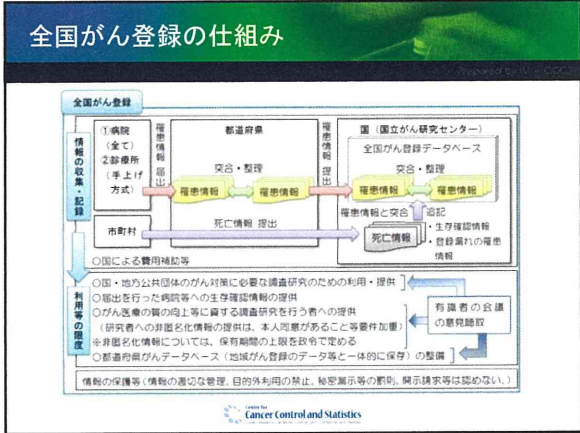 全国がん登録の仕組み
全国がん登録
情報の収集・記録
①病院
(全て)
②診療所
(手上げ
方式)
罹患情報 届出
都道府県
突合・整理
罹患情報
罹患情報
罹患情報 提出
国(国立がん研究センター)
全国がん登録データベース
突合・整理
罹患情報
罹患情報
罹患情報と突合
追記
市町村
死亡情報 提出
死亡情報
・生存確認情報
・登録漏れの罹患
情報
○国による費用補助等
利用等の限度
○国・地方公共団体のがん対策に必要な調査研究のための利用・提供
○届出を行った病院等への生存確認情報の提供
○がん医療の質の向上等に資する調査研究を行う者への提供
(研究者への非匿名化情報の提供は、本人同意があること等要件加重)
※非匿名化情報については、保有期間の上限を政令で定める
○都道府県がんデータベース(地域がん登録のデータ等と一体的に保存)の整備
有識者の会議
の意見聴取
情報の保護等(情報の適切な管理、目的外利用の禁止、秘密漏示等の罰則、開示請求等は認めない。)
Center for
Cancer Control and Statistics